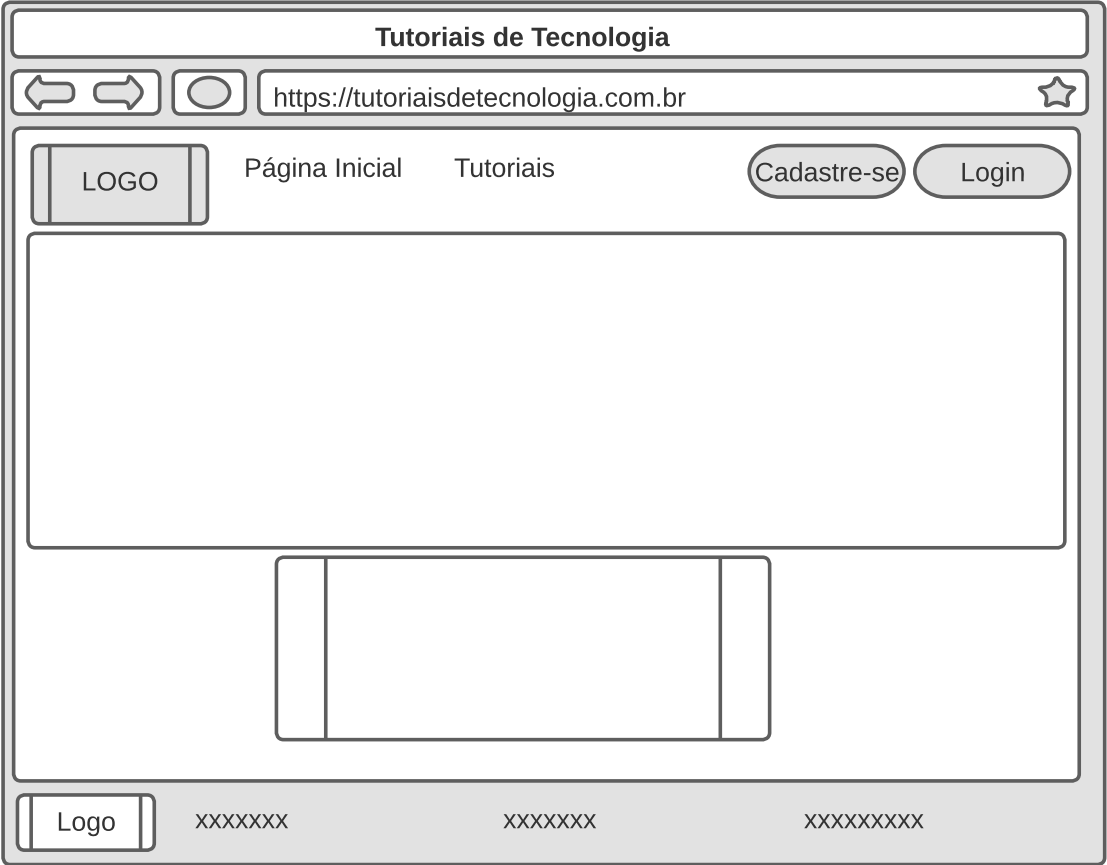 Tutoriais de Tecnologia
https://tutoriaisdetecnologia.com.br
LOGO
Página Inicial
Tutoriais
Cadastre-se
Login
Logo
xxxxxxx
xxxxxxx
xxxxxxxxx